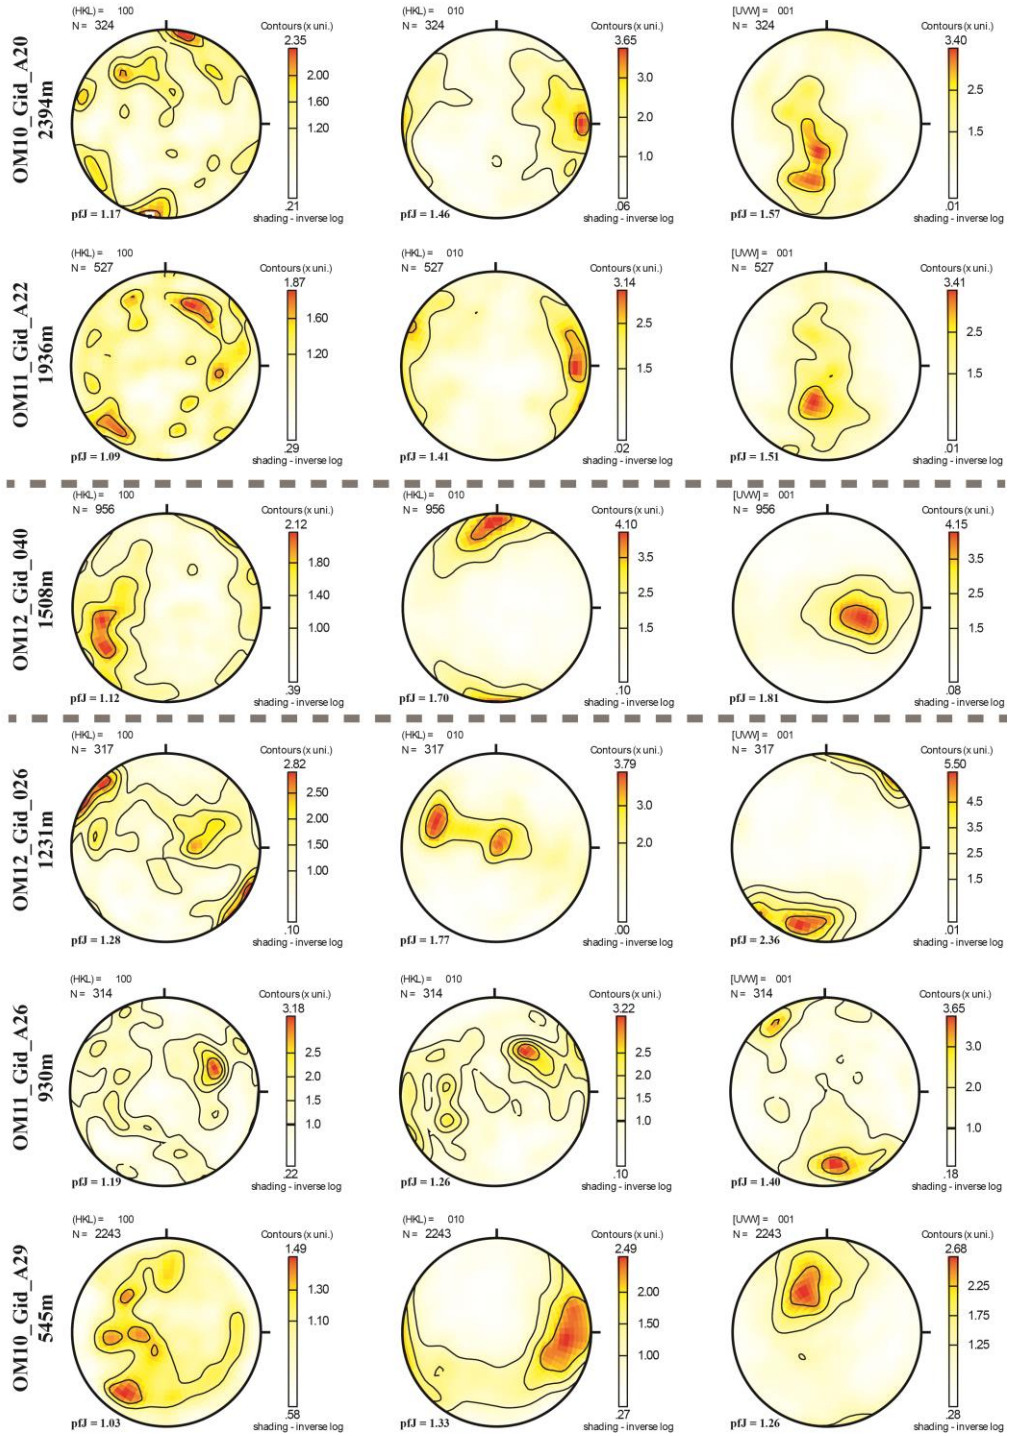 OM10_Gid_A20
2394m
(HKL) = 100
N = 324
2.35
2.00
1.60
1.20
.21
pfJ = 1.17
(HKL) = 010
N = 324
Contours (x uni.)
3.65
3.0
2.0
1.0
.06
shading - inverse log
pfJ = 1.46
[UVW] = 001
N = 324
Contours (x uni.)
3.40
2.5
1.5
.01
shading - inverse log
pfJ = 1.57
OM11_Gid_A22
1936m
(HKL) = 100
N = 527
Contours (x uni.)
1.87
1.60
1.20
.29
shading - inverse log
pfJ = 1.09
(HKL) = 010
N = 527
Contours (x uni.)
3.14
2.5
1.5
.02
shading - inverse log
pfJ = 1.41
[UVW] = 001
N = 527
Contours (x uni.)
3.41
2.5
1.5
.01
shading - inverse log
pfJ = 1.51
OM12_Gid_040
1508m
(HKL) = 100
N = 956
Contours (x uni.)
2.12
1.80
1.40
1.00
.39
shading - inverse log
pfJ = 1.12
(HKL) = 010
N = 956
Contours (x uni.)
4.10
3.5
2.5
1.5
.10
shading - inverse log
pfJ = 1.70
[UVW] = 001
N = 956
Contours (x uni.)
4.15
3.5
2.5
1.5
.08
shading - inverse log
pfJ = 1.81
OM12_Gid_026
1231m
(HKL) = 100
N = 317
Contours (x uni.)
2.82
2.50
2.00
1.50
1.00
.10
shading - inverse log
pfJ = 1.28
(HKL) = 010
N = 317
Contours (x uni.)
3.79
3.0
2.0
.00
shading - inverse log
pfJ = 1.77
[UVW] = 001
N = 317
Contours (x uni.)
5.50
4.5
3.5
2.5
1.5
.01
shading - inverse log
pfJ = 2.36
OM11_Gid_A26
930m
(HKL) = 100
N = 314
Contours (x uni.)
3.18
2.5
2.0
1.5
1.0
.22
shading - inverse log
pfJ = 1.19
(HKL) = 010
N = 314
Contours (x uni.)
3.22
2.5
2.0
1.5
1.0
.10
shading - inverse log
pfJ = 1.26
[UVW] = 001
N = 314
Contours (x uni.)
3.65
3.0
2.0
1.0
.18
shading - inverse log
pfJ = 1.40
OM10_Gid_A29
545m
(HKL) = 100
N = 2243
Contours (x uni.)
1.49
1.30
1.10
.58
shading - inverse log
pfJ = 1.03
(HKL) = 010
N = 2243
Contours (x uni.)
2.49
2.00
1.50
1.00
.27
shading - inverse log
pfJ = 1.33
[UVW] = 001
N = 2243
Contours (x uni.)
2.68
2.25
1.75
1.25
.28
shading - inverse log
pfJ = 1.26